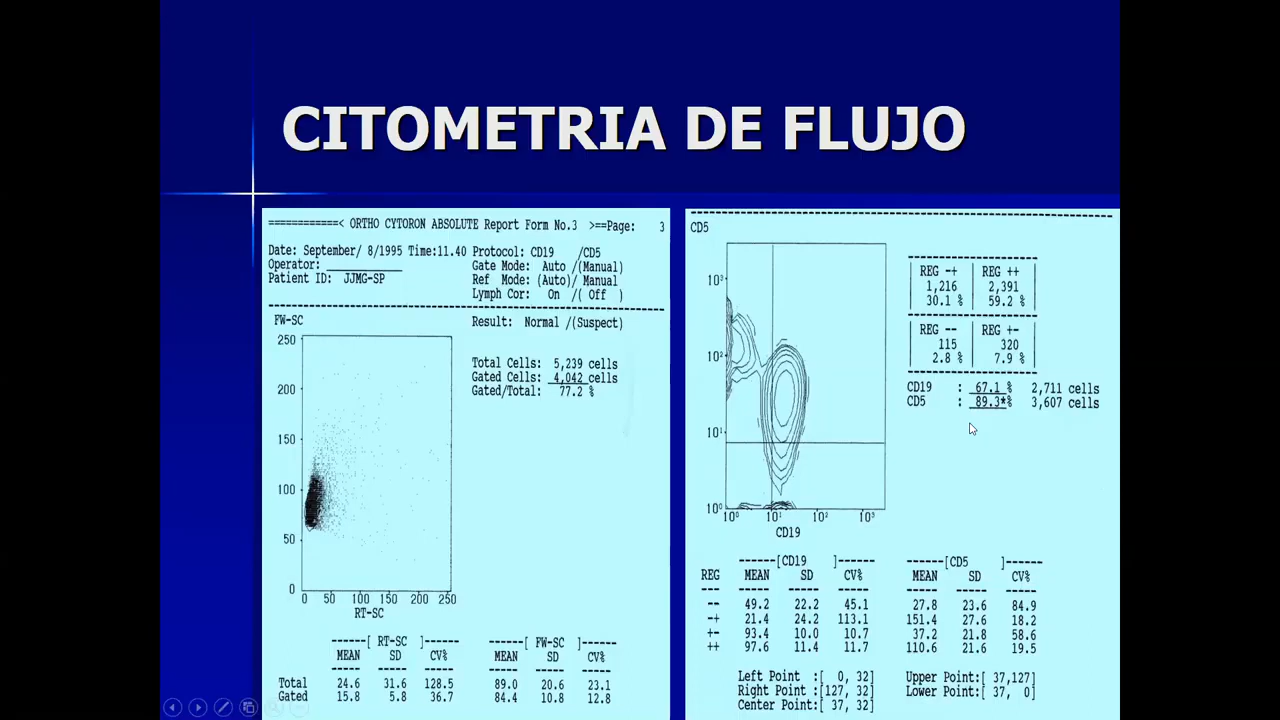 CITOMETRIA DE FLUJO
============< ORTHO CYTORON ABSOLUTE Report Form No.3 >==Page: 3
Date: September/ 8/1995 Time:11.40 Protocol: CD19 /CD5
Operator: Gate Mode: Auto /(Manual)
Patient ID: JJMG-SP Ref Mode: (Auto)/ Manual
Lymph Cor: On /( Off )
FW-SC Result: Normal /(Suspect)
250
Total Cells: 5,239 cells
Gated Cells: 4,042 cells
Gated/Total: 77.2 %
200
150
100
50
0
0 50 100 150 200 250
RT-SC
------[ RT-SC ]------ ------[ FW-SC ]------
MEAN SD CV% MEAN SD CV%
Total 24.6 31.6 128.5 89.0 20.6 23.1
Gated 15.8 5.8 36.7 84.4 10.8 12.8
CD5
10³
10²
10¹
10⁰
10⁰ 10¹ 10² 10³
CD19
REG -+ REG ++
1,216 2,391
30.1 % 59.2 %
REG -- REG +-
115 320
2.8 % 7.9 %
CD19 : 67.1 % 2,711 cells
CD5 : 89.3*% 3,607 cells
------[CD19 ]------ ------[CD5 ]------
REG MEAN SD CV% MEAN SD CV%
-- 49.2 22.2 45.1 27.8 23.6 84.9
-+ 21.4 24.2 113.1 151.4 27.6 18.2
+- 93.4 10.0 10.7 37.2 21.8 58.6
++ 97.6 11.4 11.7 110.6 21.6 19.5
Left Point :[ 0, 32] Upper Point:[ 37,127]
Right Point :[127, 32] Lower Point:[ 37, 0]
Center Point:[ 37, 32]